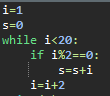 i=1
s=0
while i<20:
    if i%2==0:
        s=s+i
    i=i+2